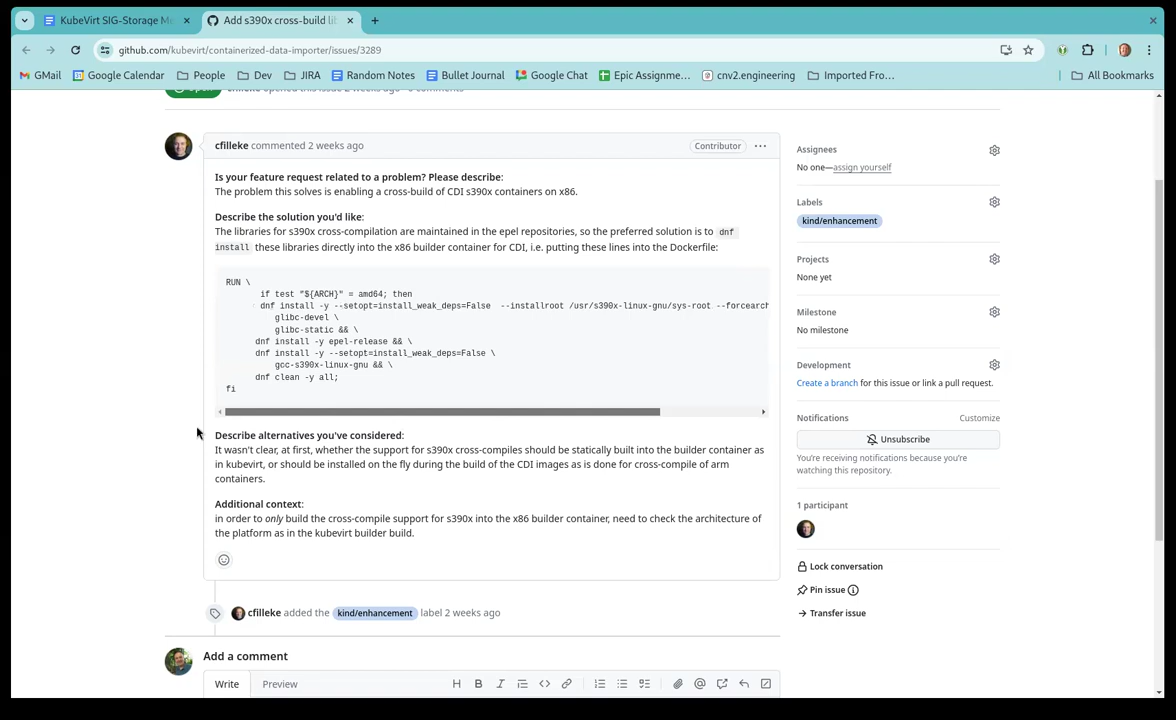 KubeVirt SIG-Storage Me
Add s390x cross-build li
github.com/kubevirt/containerized-data-importer/issues/3289
GMail
Google Calendar
People
Dev
JIRA
Random Notes
Bullet Journal
Google Chat
Epic Assignme...
cnv2.engineering
Imported Fro...
All Bookmarks
cfilleke opened this issue 2 weeks ago · 0 comments
cfilleke commented 2 weeks ago
Contributor
Is your feature request related to a problem? Please describe:
The problem this solves is enabling a cross-build of CDI s390x containers on x86.
Describe the solution you'd like:
The libraries for s390x cross-compilation are maintained in the epel repositories, so the preferred solution is to dnf
install these libraries directly into the x86 builder container for CDI, i.e. putting these lines into the Dockerfile:
RUN \
if test "${ARCH}" = amd64; then
dnf install -y --setopt=install_weak_deps=False --installroot /usr/s390x-linux-gnu/sys-root --forcearch
glibc-devel \
glibc-static && \
dnf install -y epel-release && \
dnf install -y --setopt=install_weak_deps=False \
gcc-s390x-linux-gnu && \
dnf clean -y all;
fi
Describe alternatives you've considered:
It wasn't clear, at first, whether the support for s390x cross-compiles should be statically built into the builder container as
in kubevirt, or should be installed on the fly during the build of the CDI images as is done for cross-compile of arm
containers.
Additional context:
in order to only build the cross-compile support for s390x into the x86 builder container, need to check the architecture of
the platform as in the kubevirt builder build.
cfilleke added the kind/enhancement label 2 weeks ago
Add a comment
Write
Preview
Assignees
No one—assign yourself
Labels
kind/enhancement
Projects
None yet
Milestone
No milestone
Development
Create a branch for this issue or link a pull request.
Notifications
Customize
Unsubscribe
You're receiving notifications because you're
watching this repository.
1 participant
Lock conversation
Pin issue
Transfer issue